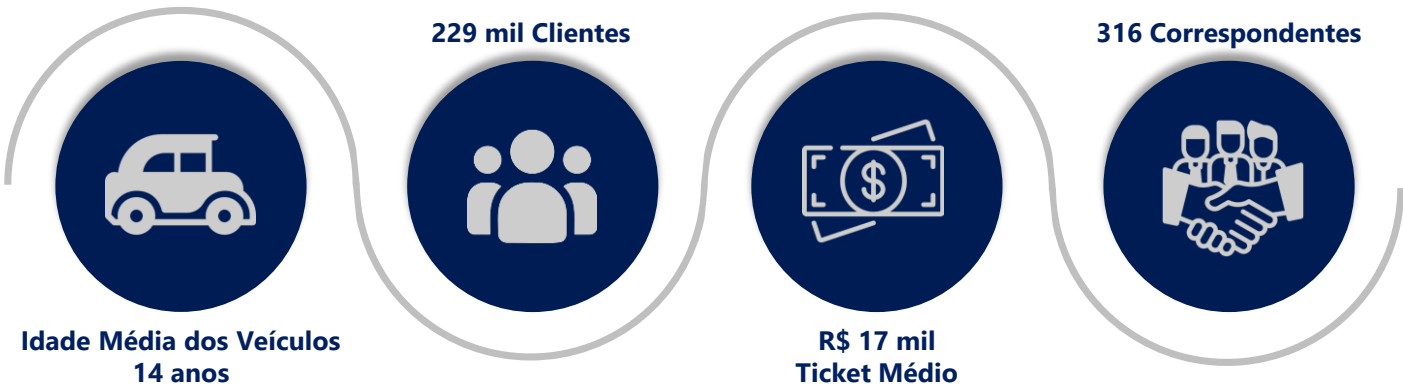 229 mil Clientes
316 Correspondentes
$
Idade Média dos Veículos
14 anos
R$ 17 mil
Ticket Médio